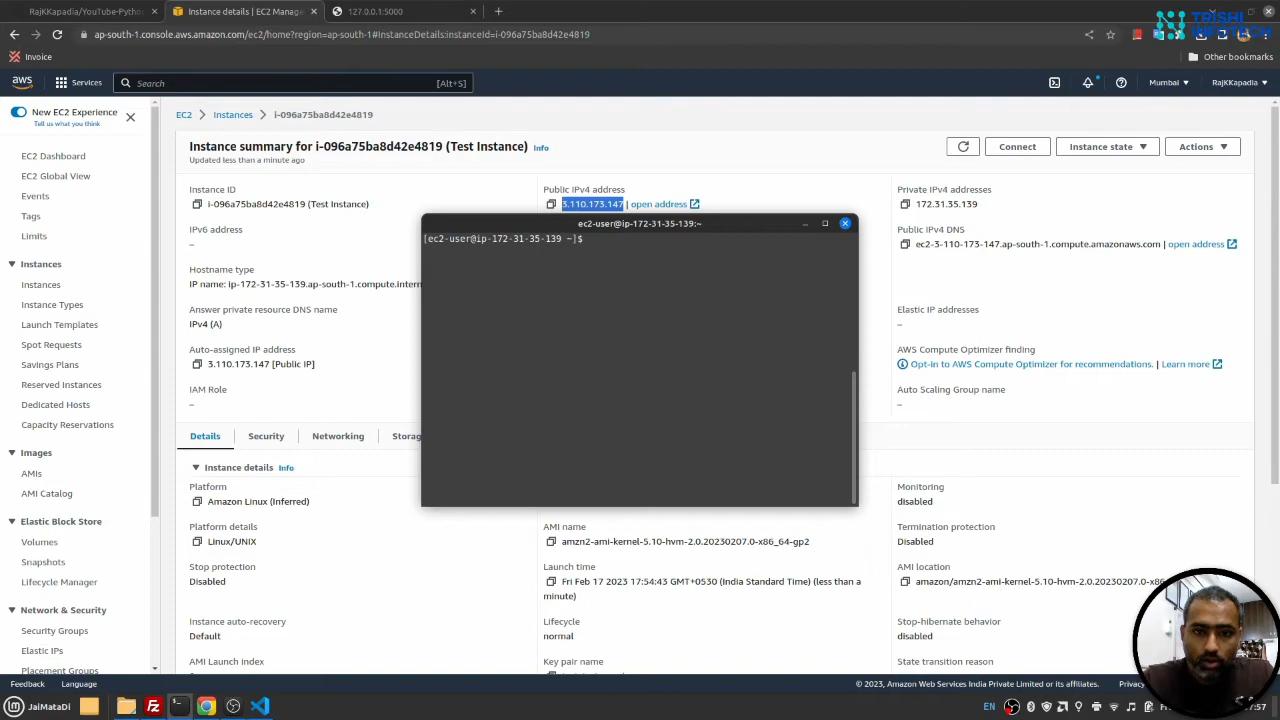 RajKKapadia/YouTube-Pytho
Instance details | EC2 Manag
127.0.0.1:5000
ap-south-1.console.aws.amazon.com/ec2/home?region=ap-south-1#InstanceDetails:instanceId=i-096a75ba8d42e4819
TRISHI
INFOTECH
Invoice
Other bookmarks
aws
Services
Search
[Alt+S]
Mumbai
RajKKapadia
New EC2 Experience
Tell us what you think
EC2 Dashboard
EC2 Global View
Events
Tags
Limits
Instances
Instances
Instance Types
Launch Templates
Spot Requests
Savings Plans
Reserved Instances
Dedicated Hosts
Capacity Reservations
Images
AMIs
AMI Catalog
Elastic Block Store
Volumes
Snapshots
Lifecycle Manager
Network & Security
Security Groups
Elastic IPs
Placement Groups
EC2 > Instances > i-096a75ba8d42e4819
Instance summary for i-096a75ba8d42e4819 (Test Instance) Info
Updated less than a minute ago
Connect
Instance state
Actions
Instance ID
i-096a75ba8d42e4819 (Test Instance)
IPv6 address
–
Hostname type
IP name: ip-172-31-35-139.ap-south-1.compute.intern
Answer private resource DNS name
IPv4 (A)
Auto-assigned IP address
3.110.173.147 [Public IP]
IAM Role
–
Public IPv4 address
3.110.173.147 | open address
ec2-user@ip-172-31-35-139:~
[ec2-user@ip-172-31-35-139 ~]$
Private IPv4 addresses
172.31.35.139
Public IPv4 DNS
ec2-3-110-173-147.ap-south-1.compute.amazonaws.com | open address
Elastic IP addresses
–
AWS Compute Optimizer finding
Opt-in to AWS Compute Optimizer for recommendations. | Learn more
Auto Scaling Group name
–
Details
Security
Networking
Storag
Instance details Info
Platform
Amazon Linux (Inferred)
Platform details
Linux/UNIX
Stop protection
Disabled
Instance auto-recovery
Default
AMI Launch index
AMI name
amzn2-ami-kernel-5.10-hvm-2.0.20230207.0-x86_64-gp2
Launch time
Fri Feb 17 2023 17:54:43 GMT+0530 (India Standard Time) (less than a
minute)
Lifecycle
normal
Key pair name
Monitoring
disabled
Termination protection
Disabled
AMI location
amazon/amzn2-ami-kernel-5.10-hvm-2.0.20230207.0-x86
Stop-hibernate behavior
disabled
State transition reason
Feedback
Language
© 2023, Amazon Web Services India Private Limited or its affiliates.
Privacy
JaiMataDi
EN